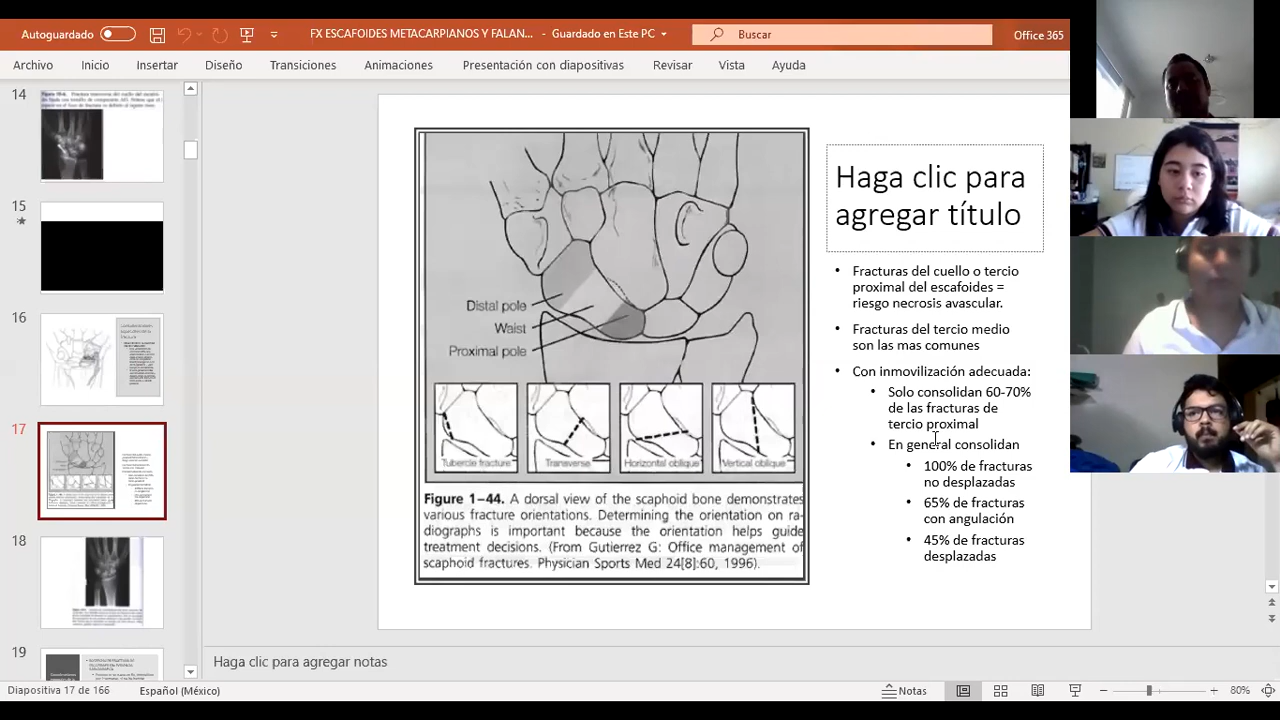 Autoguardado
FX ESCAFOIDES METACARPIANOS Y FALAN... - Guardado en Este PC
Buscar
Office 365
Archivo
Inicio
Insertar
Diseño
Transiciones
Animaciones
Presentación con diapositivas
Revisar
Vista
Ayuda
14
15
16
17
18
19
Distal pole
Waist
Proximal pole
Tubercle fracture
Transverse
Horizontal oblique
Vertical oblique
Figure 1–44. A dorsal view of the scaphoid bone demonstrates
various fracture orientations. Determining the orientation on ra-
diographs is important because the orientation helps guide
treatment decisions. (From Gutierrez G: Office management of
scaphoid fractures. Physician Sports Med 24[8]:60, 1996).
Haga clic para
agregar título
• Fracturas del cuello o tercio
proximal del escafoides =
riesgo necrosis avascular.
• Fracturas del tercio medio
son las mas comunes
• Con inmovilización adecuada:
• Solo consolidan 60-70%
de las fracturas de
tercio proximal
• En general consolidan
• 100% de fracturas
no desplazadas
• 65% de fracturas
con angulación
• 45% de fracturas
desplazadas
Haga clic para agregar notas
Diapositiva 17 de 166
Español (México)
Notas
80%